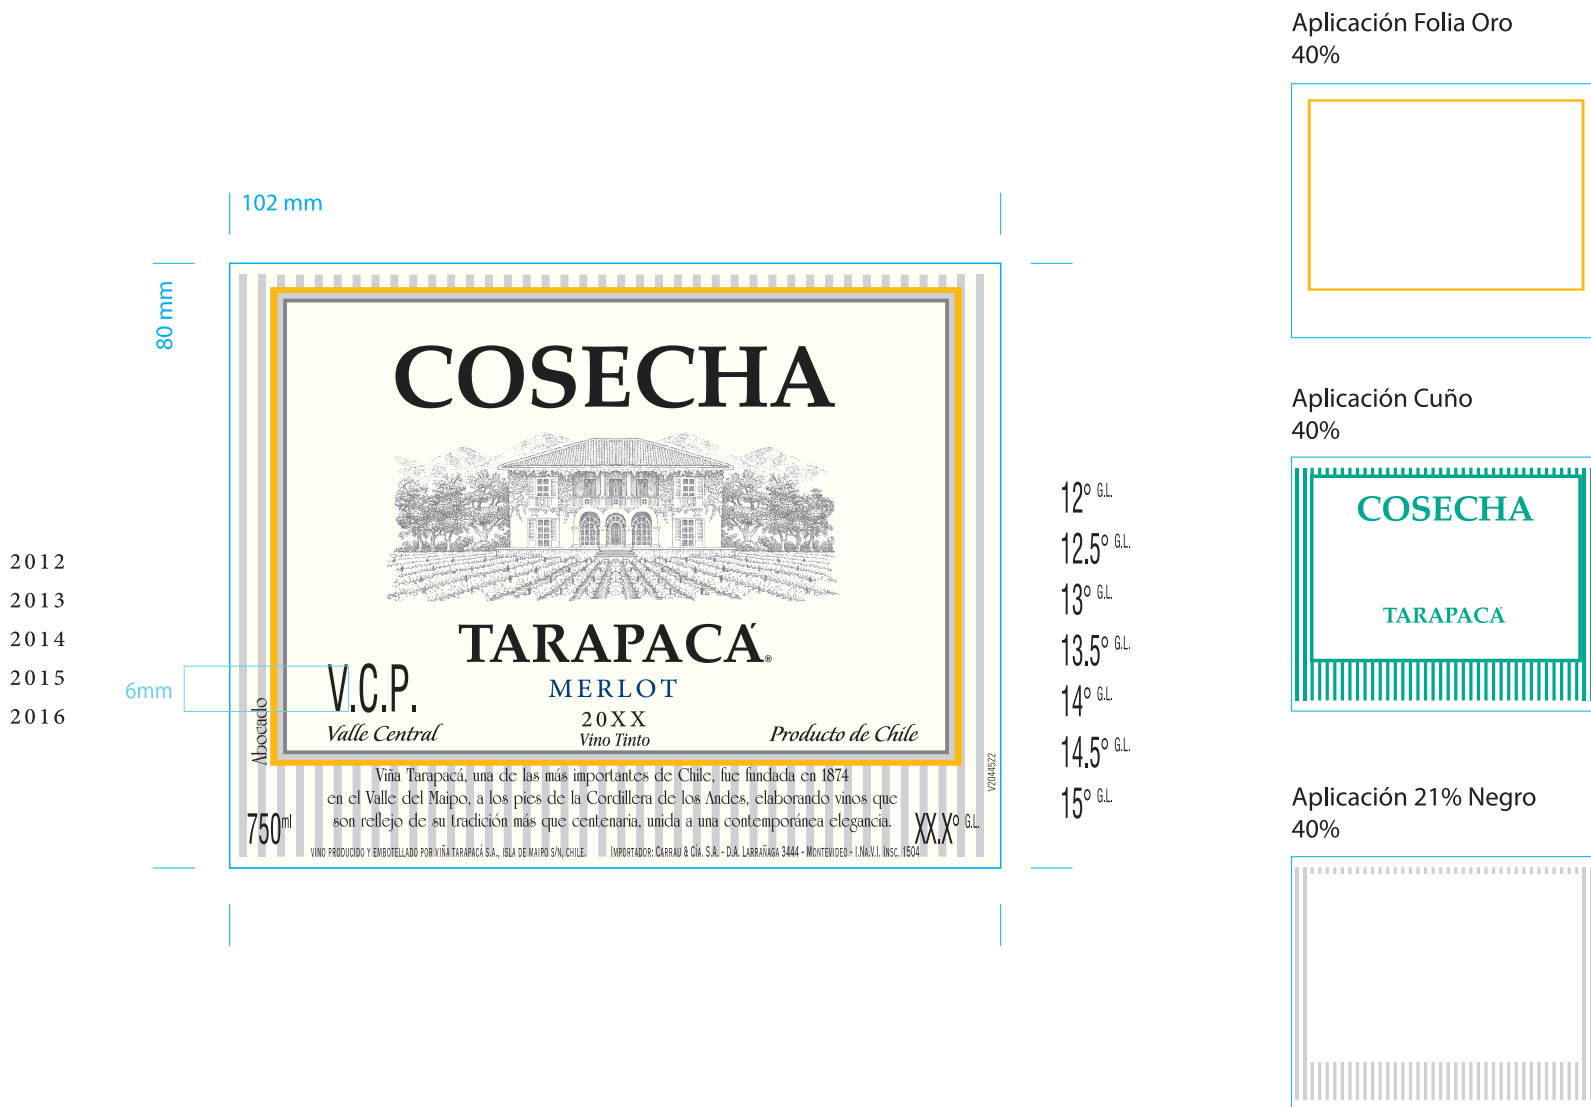 Aplicación Folia Oro
40%
102 mm
80 mm
COSECHA
TARAPACÁ®
MERLOT
V.C.P.
20XX
Valle Central
Vino Tinto
Producto de Chile
Abocado
Viña Tarapacá, una de las más importantes de Chile, fue fundada en 1874
en el Valle del Maipo, a los pies de la Cordillera de los Andes, elaborando vinos que
son reflejo de su tradición más que centenaria, unida a una contemporánea elegancia.
750ml
XX.X° G.L.
V2044522
VINO PRODUCIDO Y EMBOTELLADO POR VIÑA TARAPACÁ S.A., ISLA DE MAIPO S/N, CHILE. IMPORTADOR: CARRAU & CÍA. S.A. - D.A. LARRAÑAGA 3444 - MONTEVIDEO - I.NA.V.I. INSC. 1504
2012
2013
2014
2015
2016
6mm
12° G.L.
12.5° G.L.
13° G.L.
13.5° G.L.
14° G.L.
14.5° G.L.
15° G.L.
Aplicación Cuño
40%
COSECHA
TARAPACÁ
Aplicación 21% Negro
40%